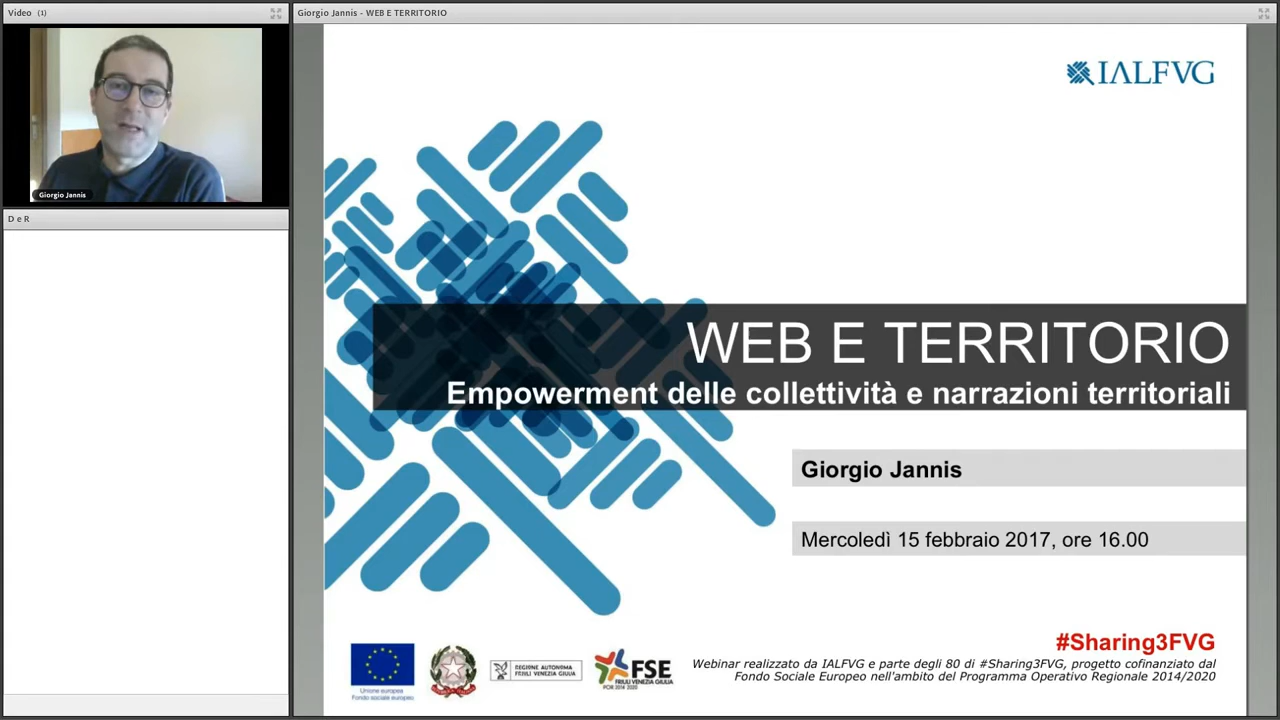 Video (1)
Giorgio Jannis
D e R
Giorgio Jannis - WEB E TERRITORIO
IALFVG
WEB E TERRITORIO
Empowerment delle collettività e narrazioni territoriali
Giorgio Jannis
Mercoledì 15 febbraio 2017, ore 16.00
#Sharing3FVG
Webinar realizzato da IALFVG e parte degli 80 di #Sharing3FVG, progetto cofinanziato dal
Fondo Sociale Europeo nell'ambito del Programma Operativo Regionale 2014/2020
Unione europea
Fondo sociale europeo
REGIONE AUTONOMA
FRIULI VENEZIA GIULIA
FSE
FRIULI VENEZIA GIULIA
POR 2014 2020